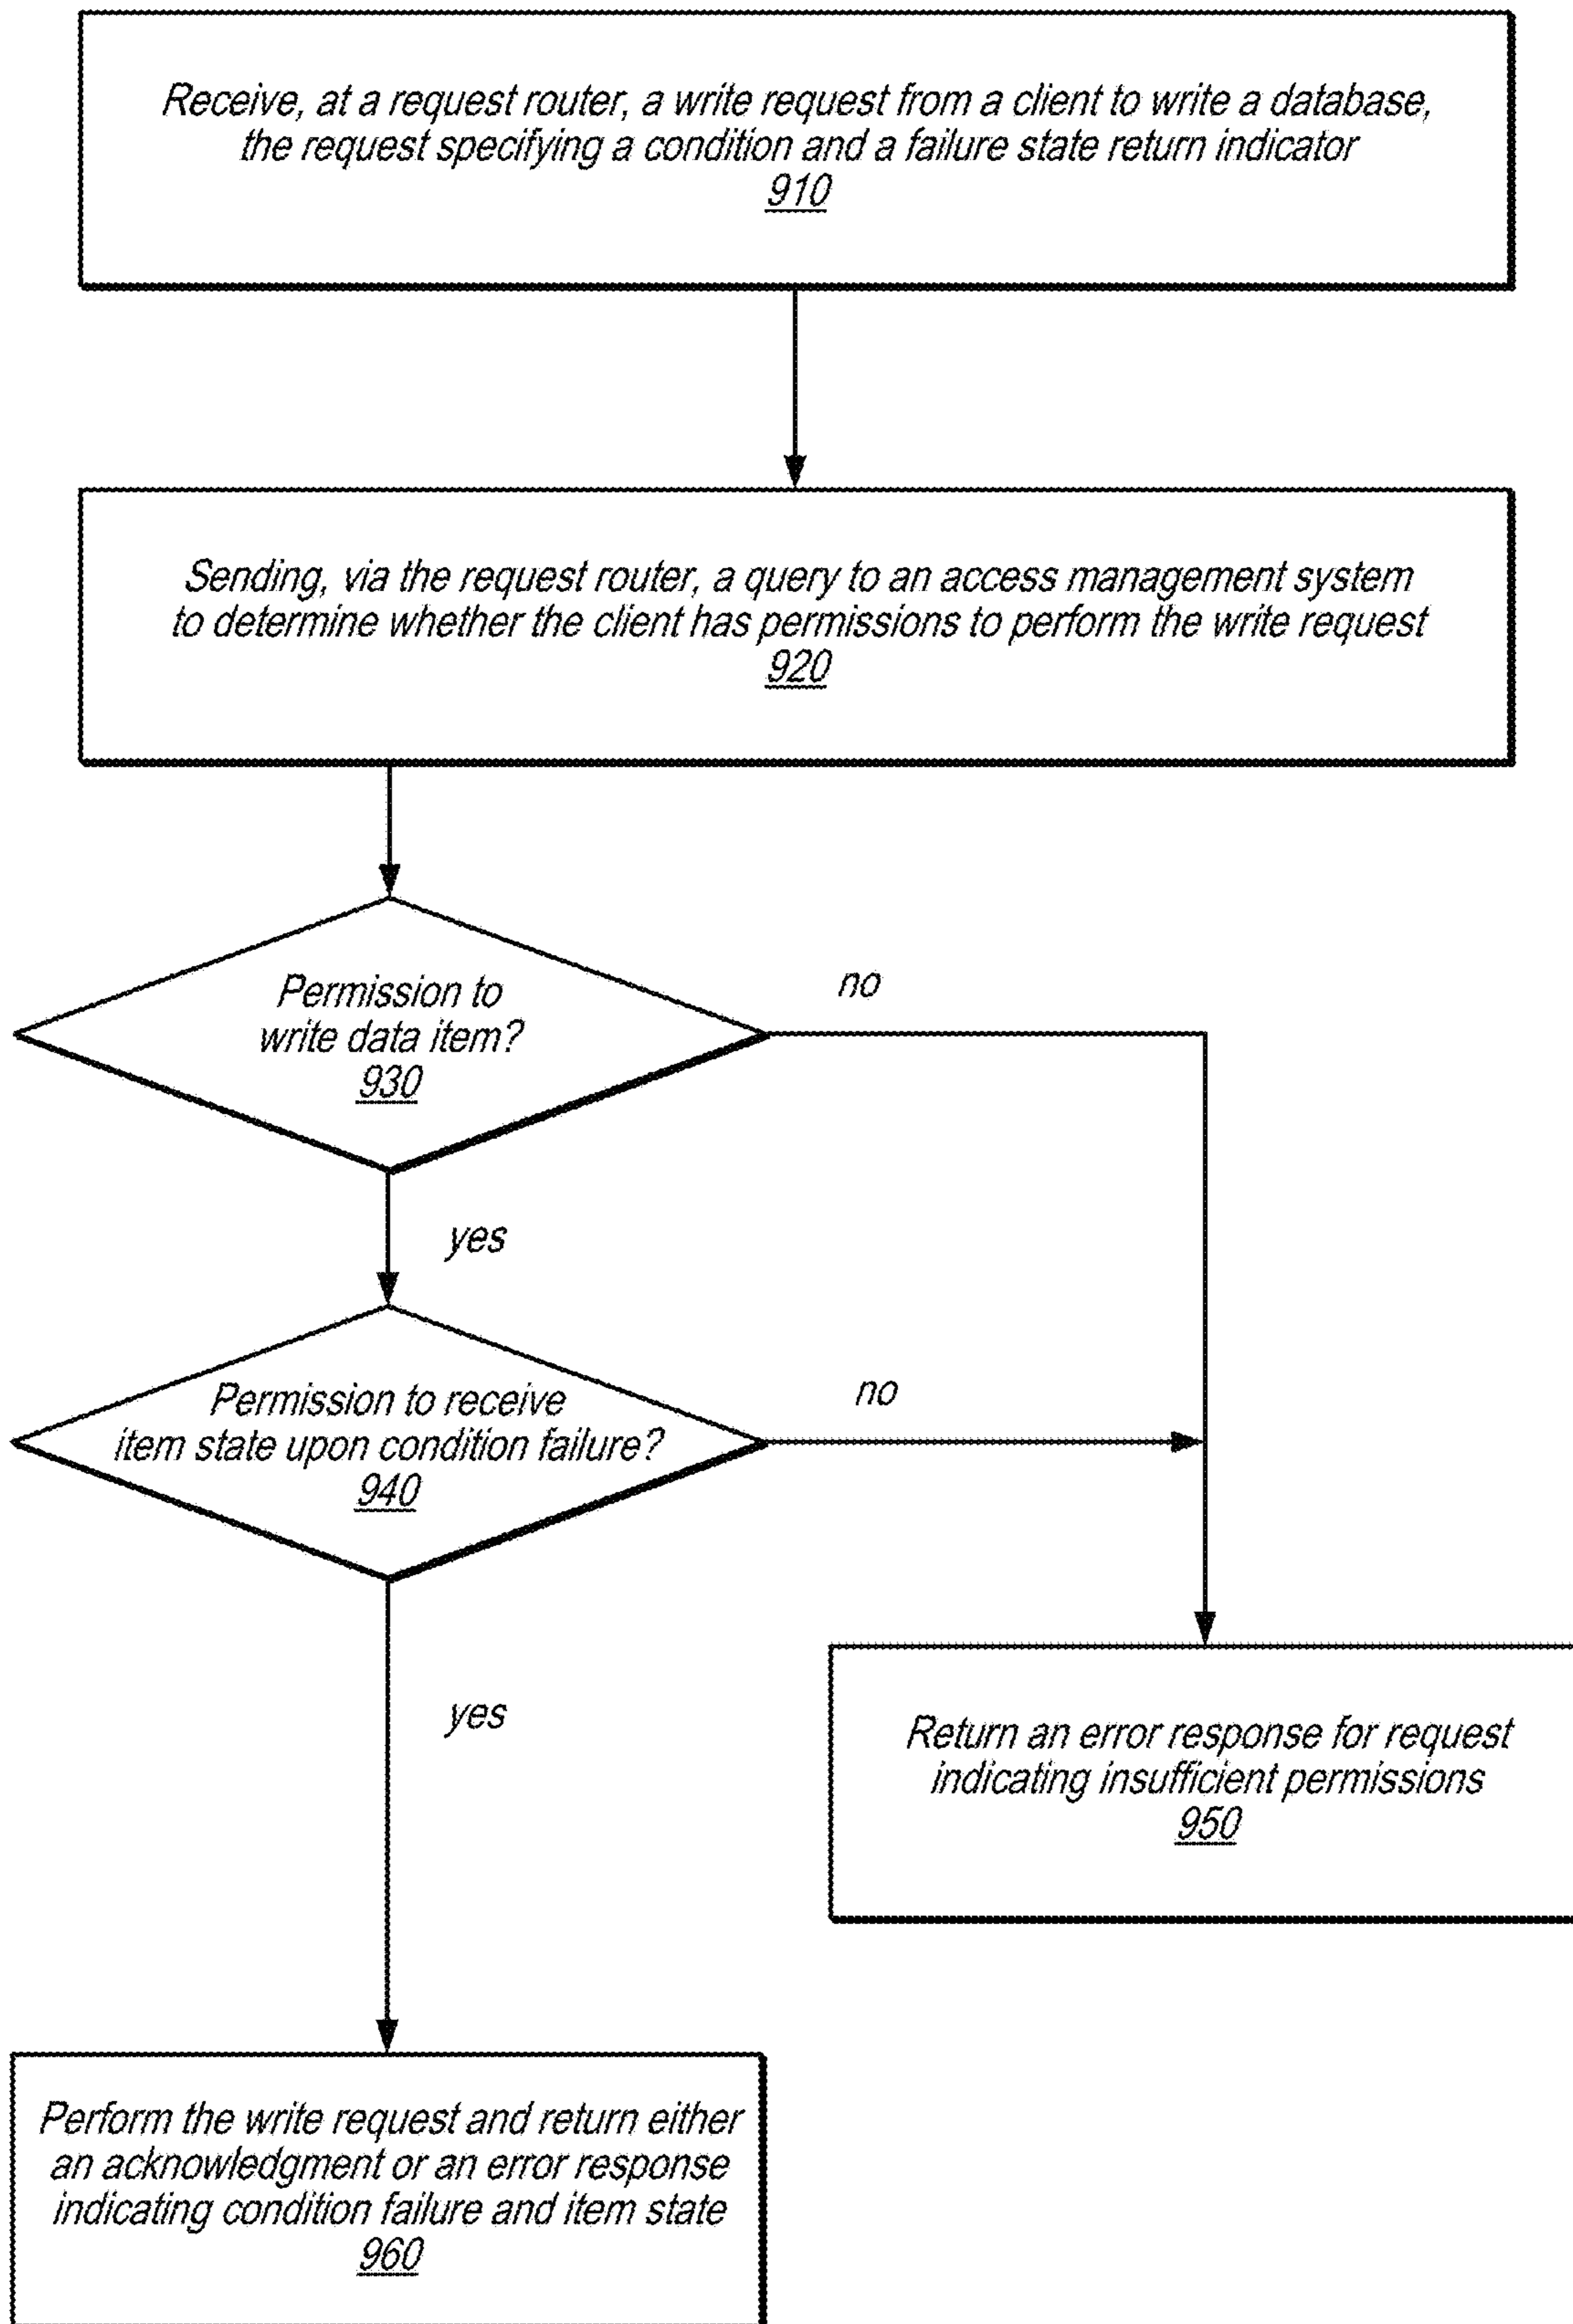 Receive, at a request router, a write request from a client to write a database,
the request specifying a condition and a failure state return indicator
910
Sending, via the request router, a query to an access management system
to determine whether the client has permissions to perform the write request
920
Permission to
write data item?
930
no
yes
Permission to receive
item state upon condition failure?
940
no
yes
Return an error response for request
indicating insufficient permissions
950
Perform the write request and return either
an acknowledgment or an error response
indicating condition failure and item state
960